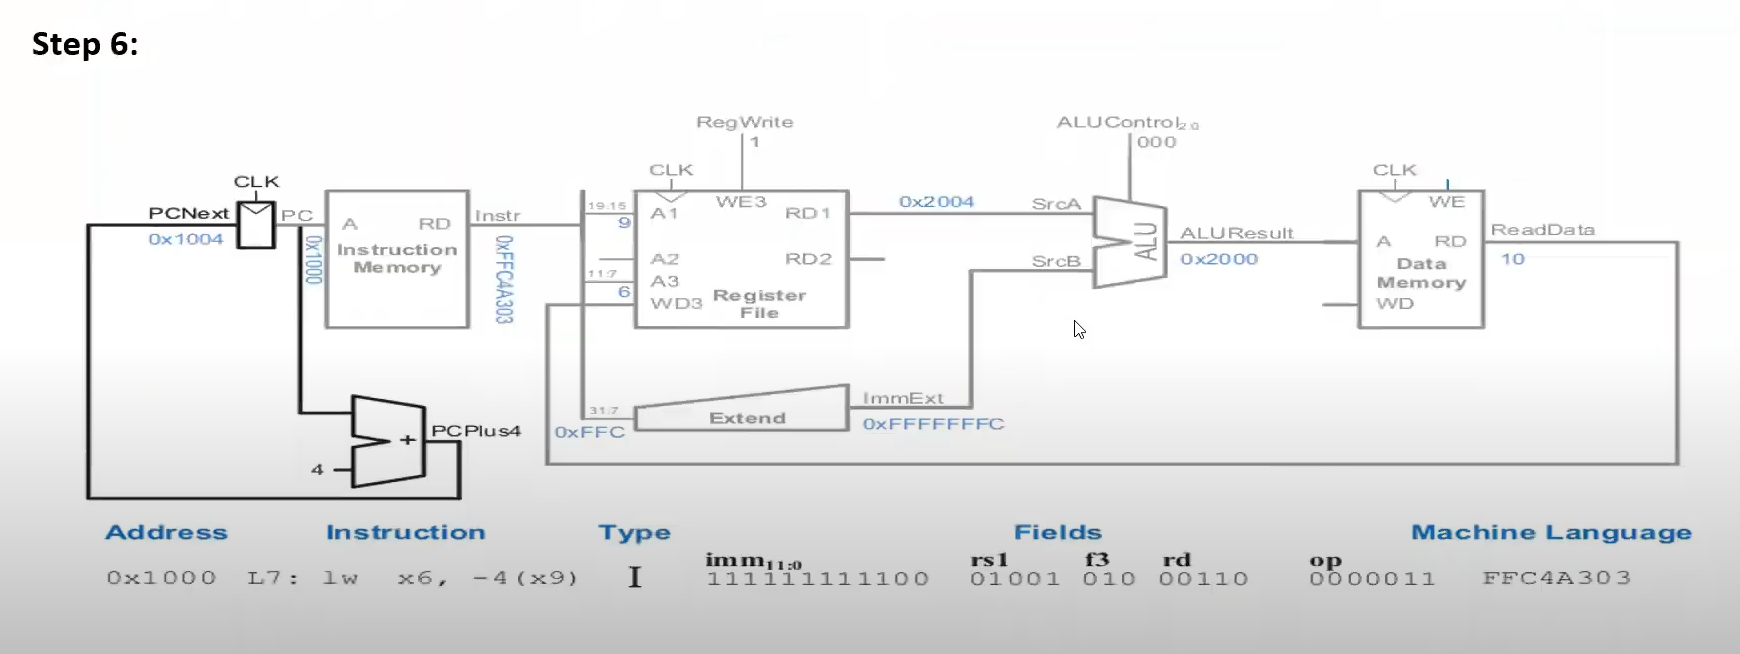 Step 6:
RegWrite
1
ALUControl2:0
000
CLK
CLK
CLK
PCNext
0x1004
PC
0x1000
A
RD
Instruction
Memory
Instr
0xFFC4A303
19:15
9
A1
WE3
RD1
0x2004
SrcA
A2
RD2
11:7
6
A3
WD3
Register
File
SrcB
ALU
ALUResult
0x2000
WE
A
RD
Data
Memory
WD
ReadData
10
31:7
0xFFC
Extend
ImmExt
0xFFFFFFFC
PCPlus4
+
4
Address Instruction Type Fields Machine Language
imm11:0 rs1 f3 rd op
0x1000 L7: lw x6, -4(x9) I 111111111100 01001 010 00110 0000011 FFC4A303